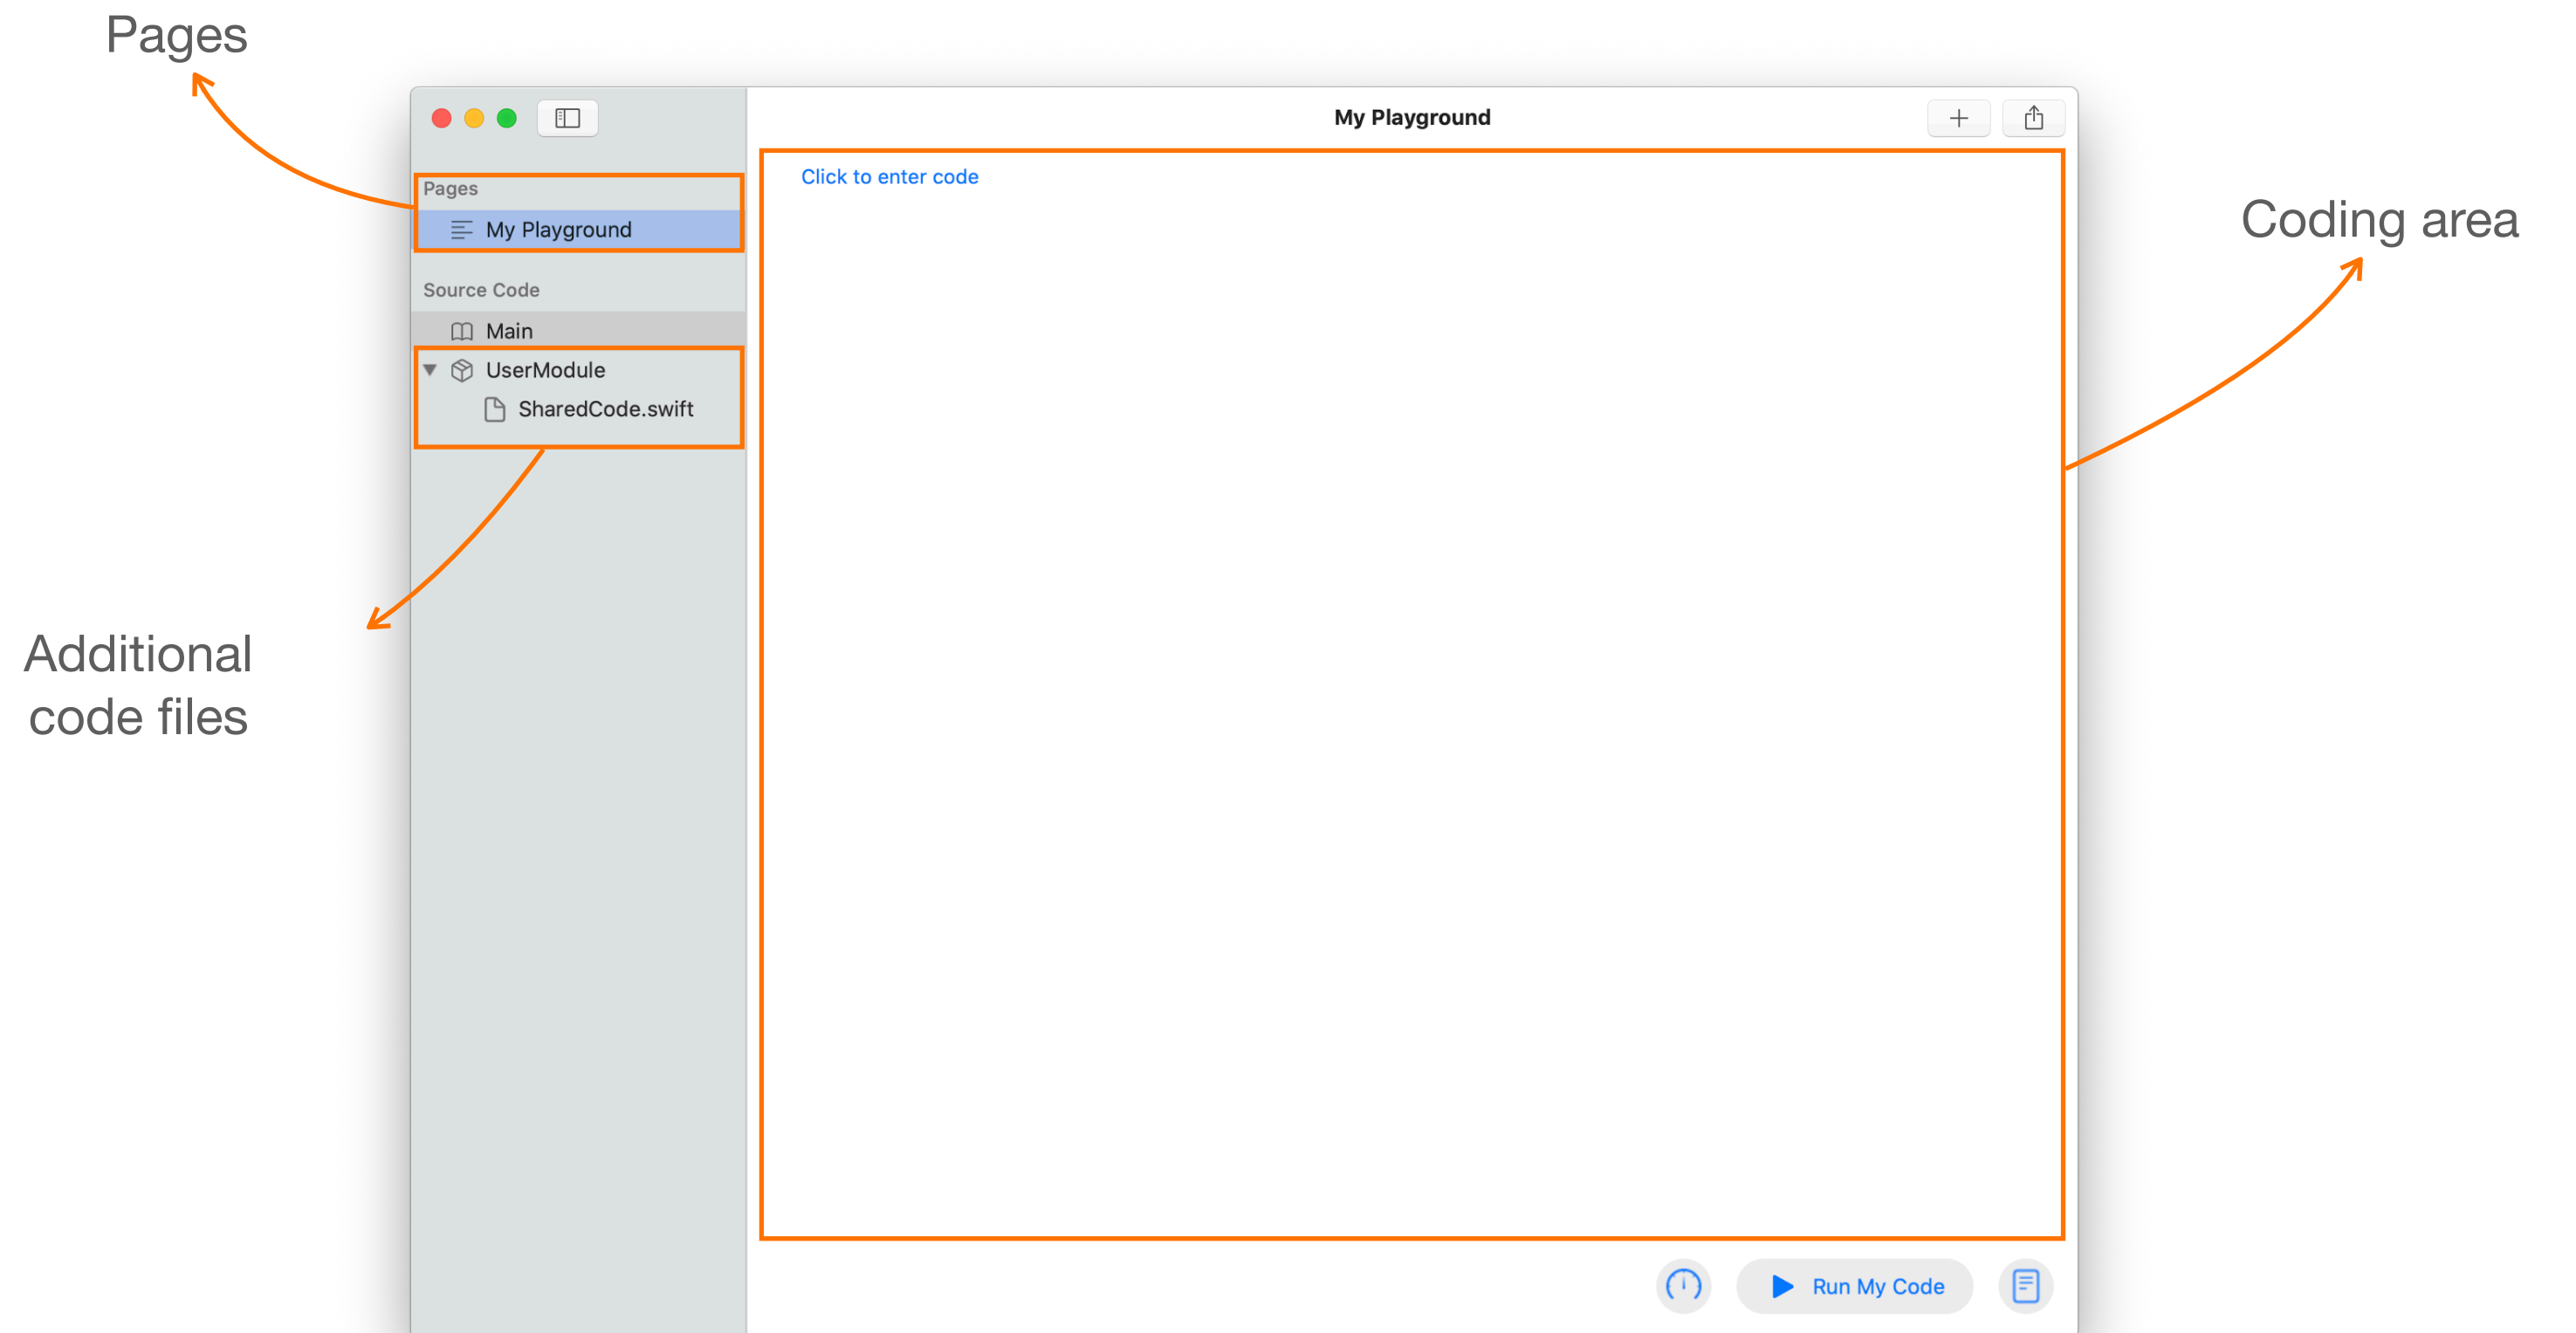 Pages
My Playground
Pages
My Playground
Click to enter code
Coding area
Source Code
Main
UserModule
SharedCode.swift
Additional
code files
Run My Code